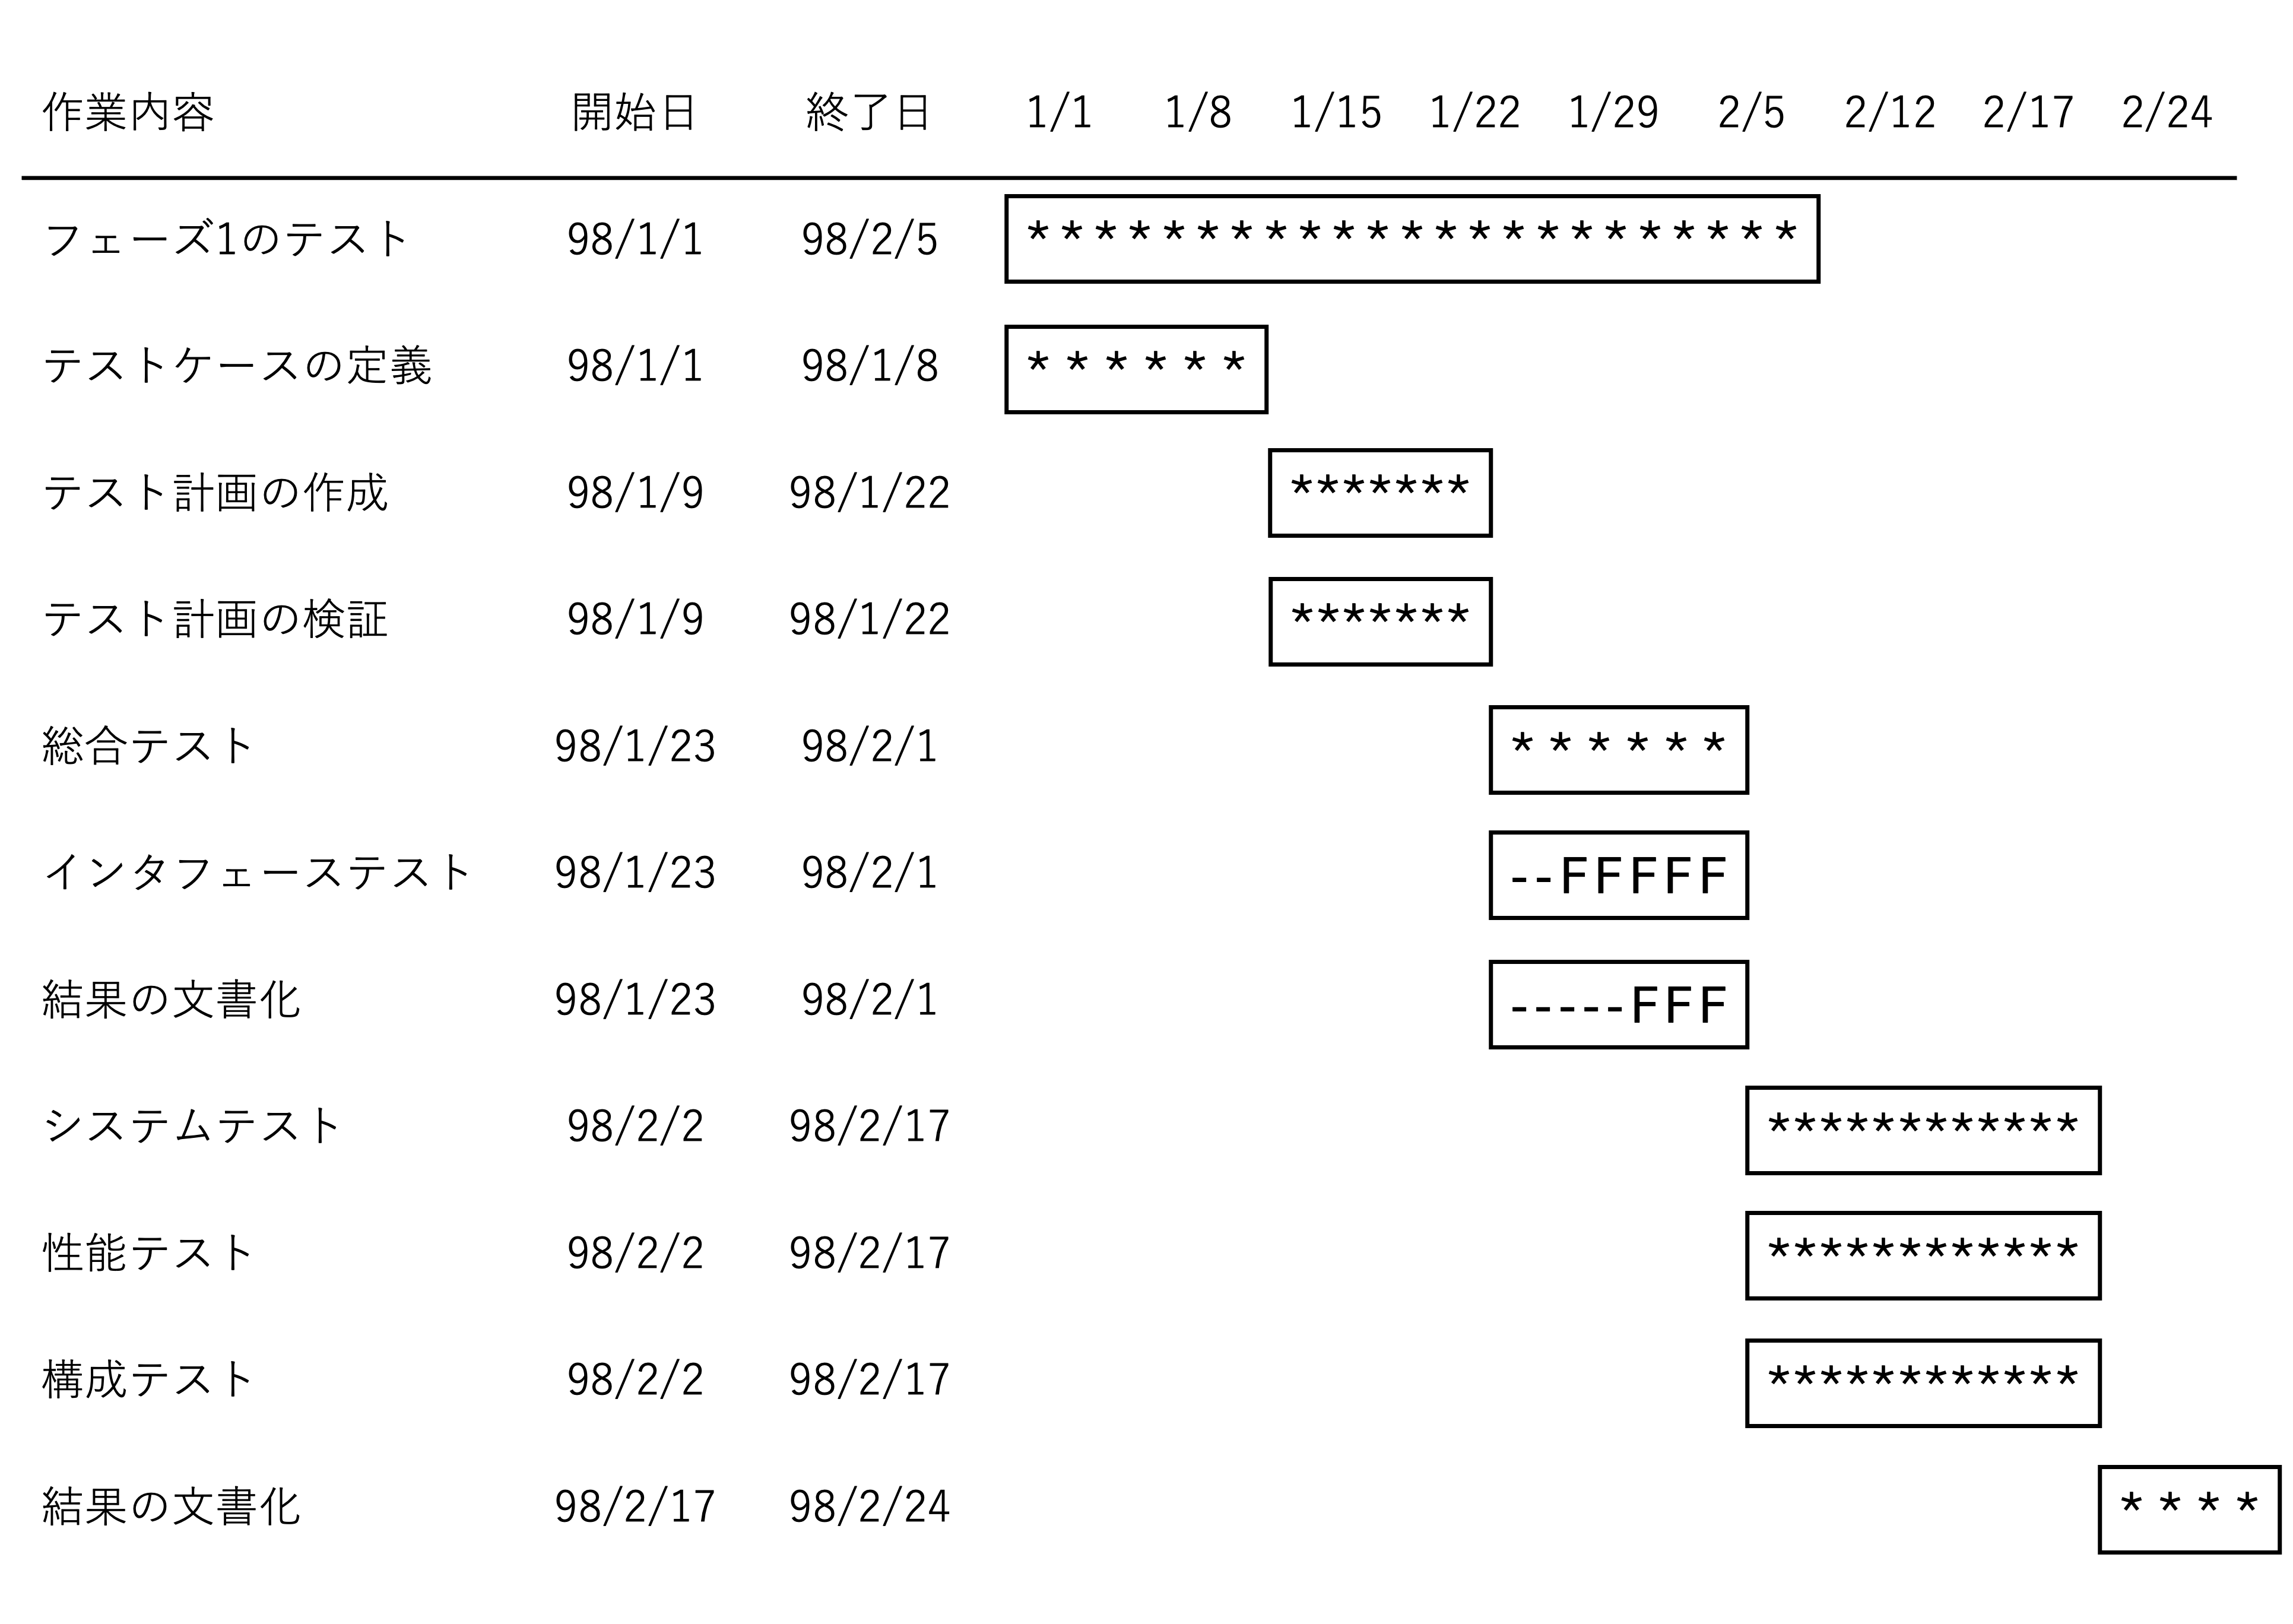 作業内容 開始日 終了日 1/1 1/8 1/15 1/22 1/29 2/5 2/12 2/17 2/24
フェーズ1のテスト 98/1/1 98/2/5 ***********************
テストケースの定義 98/1/1 98/1/8 ******
テスト計画の作成 98/1/9 98/1/22 *******
テスト計画の検証 98/1/9 98/1/22 *******
総合テスト 98/1/23 98/2/1 ******
インタフェーステスト 98/1/23 98/2/1 --FFFFF
結果の文書化 98/1/23 98/2/1 -----FFF
システムテスト 98/2/2 98/2/17 ************
性能テスト 98/2/2 98/2/17 ************
構成テスト 98/2/2 98/2/17 ************
結果の文書化 98/2/17 98/2/24 ****